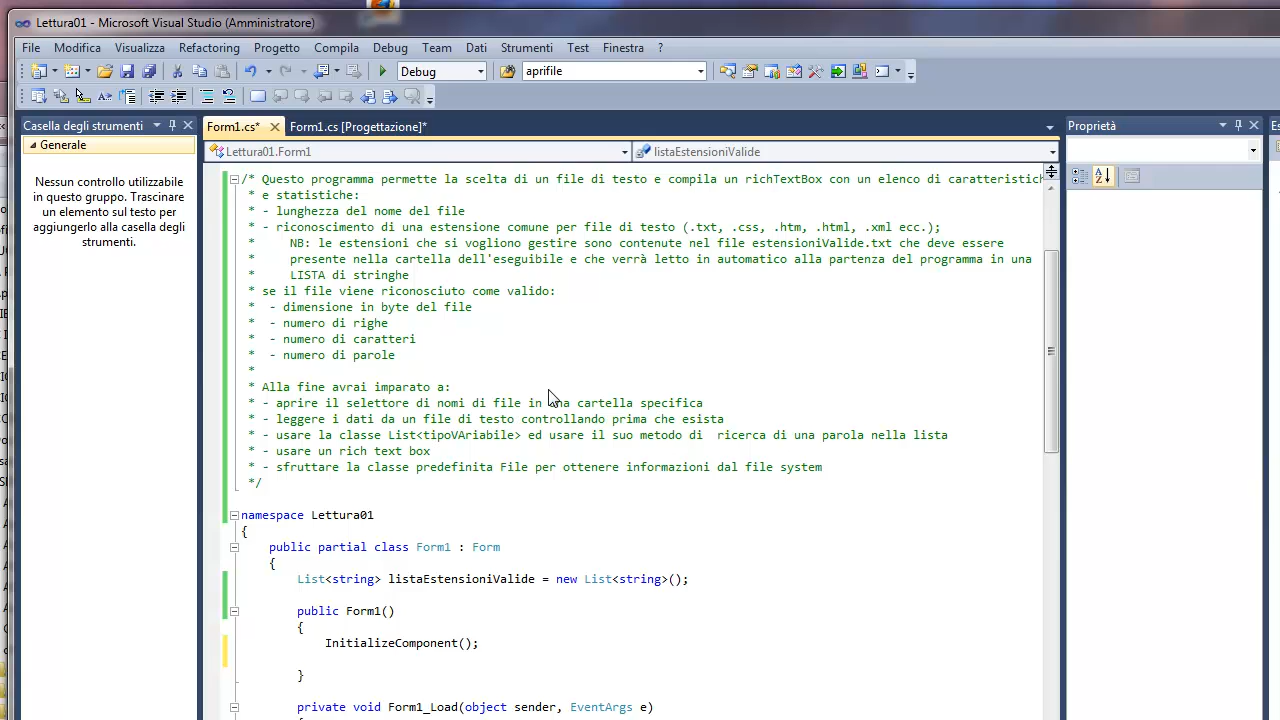 Lettura01 - Microsoft Visual Studio (Amministratore)
File Modifica Visualizza Refactoring Progetto Compila Debug Team Dati Strumenti Test Finestra ?
Debug aprifile
Casella degli strumenti
Form1.cs* Form1.cs [Progettazione]*
Proprietà
Generale
Lettura01.Form1 listaEstensioniValide
Nessun controllo utilizzabile
in questo gruppo. Trascinare
un elemento sul testo per
aggiungerlo alla casella degli
strumenti.
/* Questo programma permette la scelta di un file di testo e compila un richTextBox con un elenco di caratteristich
* e statistiche:
* - lunghezza del nome del file
* - riconoscimento di una estensione comune per file di testo (.txt, .css, .htm, .html, .xml ecc.);
* NB: le estensioni che si vogliono gestire sono contenute nel file estensioniValide.txt che deve essere
* presente nella cartella dell'eseguibile e che verrà letto in automatico alla partenza del programma in una
* LISTA di stringhe
* se il file viene riconosciuto come valido:
* - dimensione in byte del file
* - numero di righe
* - numero di caratteri
* - numero di parole
*
* Alla fine avrai imparato a:
* - aprire il selettore di nomi di file in una cartella specifica
* - leggere i dati da un file di testo controllando prima che esista
* - usare la classe List<tipoVAriabile> ed usare il suo metodo di  ricerca di una parola nella lista
* - usare un rich text box
* - sfruttare la classe predefinita File per ottenere informazioni dal file system
*/
namespace Lettura01
{
public partial class Form1 : Form
{
List<string> listaEstensioniValide = new List<string>();
public Form1()
{
InitializeComponent();
}
private void Form1_Load(object sender, EventArgs e)